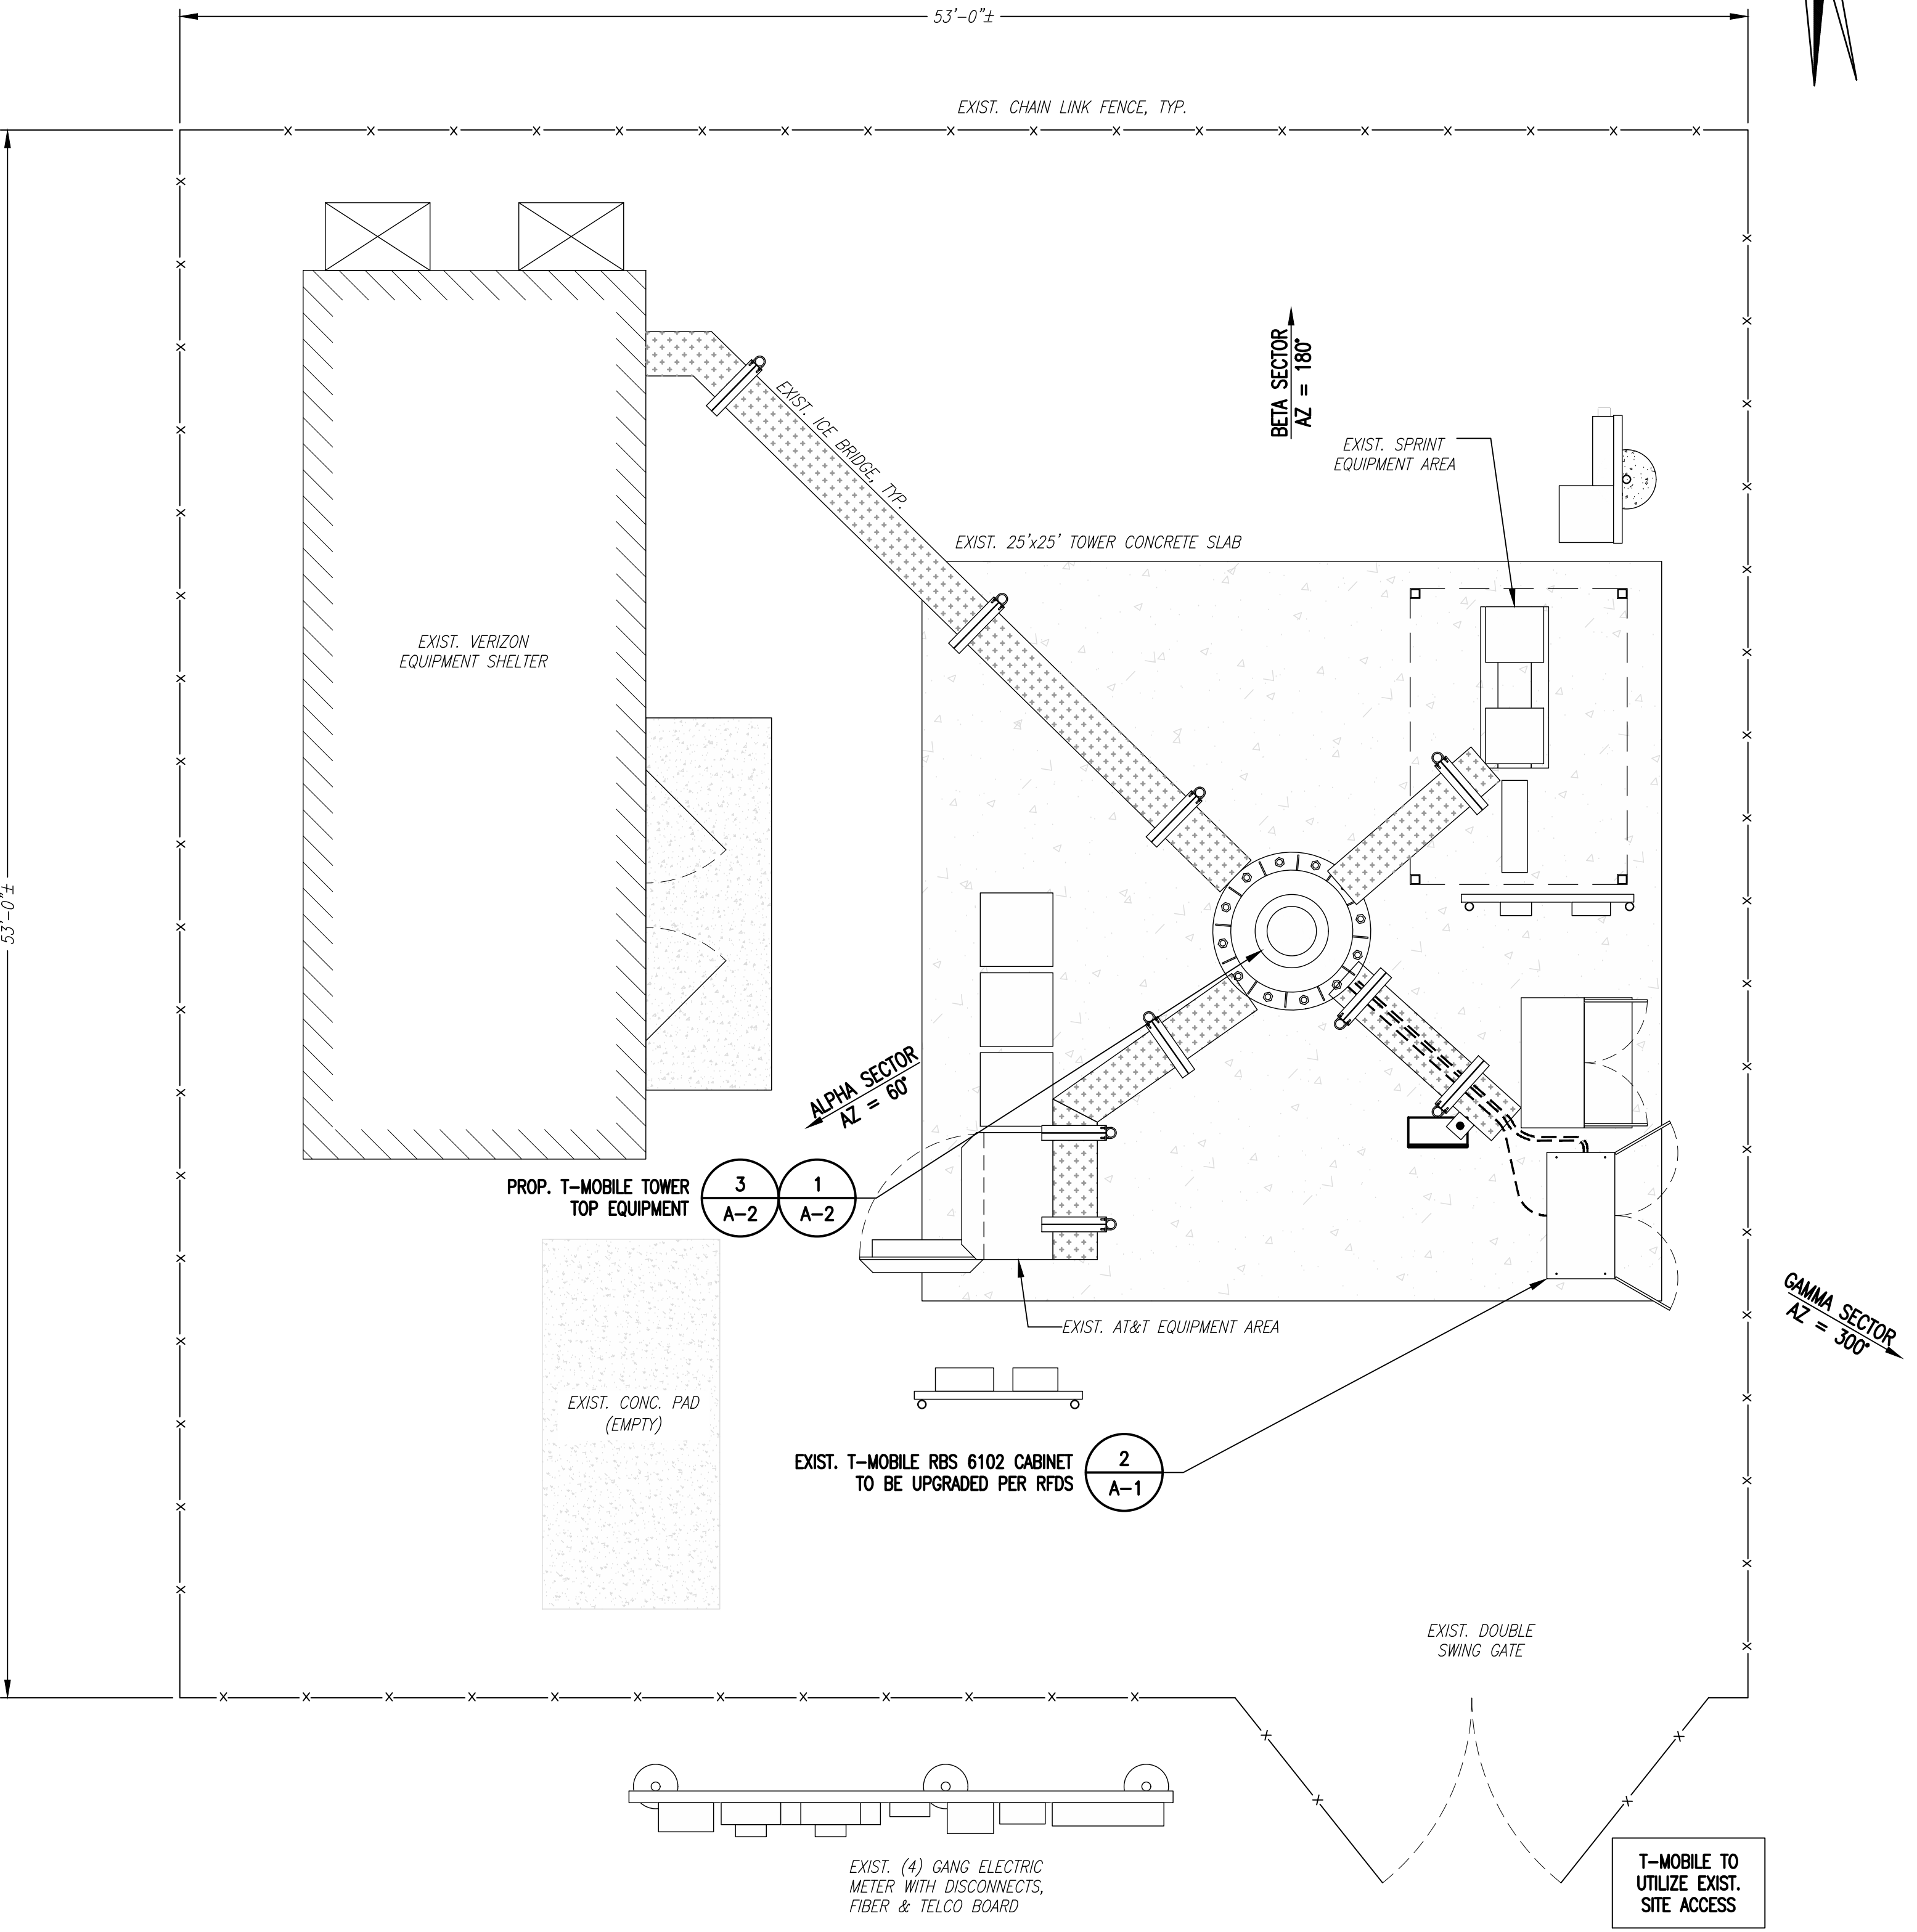 53'-0"±
EXIST. CHAIN LINK FENCE, TYP.
BETA SECTOR
AZ = 180°
EXIST. ICE BRIDGE, TYP.
EXIST. SPRINT
EQUIPMENT AREA
EXIST. 25'x25' TOWER CONCRETE SLAB
EXIST. VERIZON
EQUIPMENT SHELTER
53'-0"±
ALPHA SECTOR
AZ = 60°
PROP. T-MOBILE TOWER
TOP EQUIPMENT
3
A-2
1
A-2
GAMMA SECTOR
AZ = 300°
EXIST. AT&T EQUIPMENT AREA
EXIST. CONC. PAD
(EMPTY)
EXIST. T-MOBILE RBS 6102 CABINET
TO BE UPGRADED PER RFDS
2
A-1
EXIST. DOUBLE
SWING GATE
EXIST. (4) GANG ELECTRIC
METER WITH DISCONNECTS,
FIBER & TELCO BOARD
T-MOBILE TO
UTILIZE EXIST.
SITE ACCESS